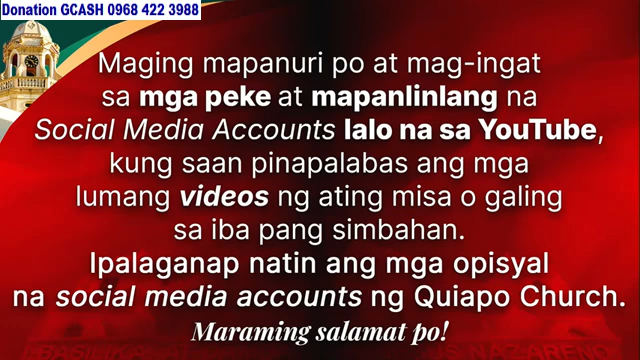 Donation GCASH 0968 422 3988
Maging mapanuri po at mag-ingat
sa mga peke at mapanlinlang na
Social Media Accounts lalo na sa YouTube,
kung saan pinapalabas ang mga
lumang videos ng ating misa o galing
sa iba pang simbahan.
Ipalaganap natin ang mga opisyal
na social media accounts ng Quiapo Church.
Maraming salamat po!